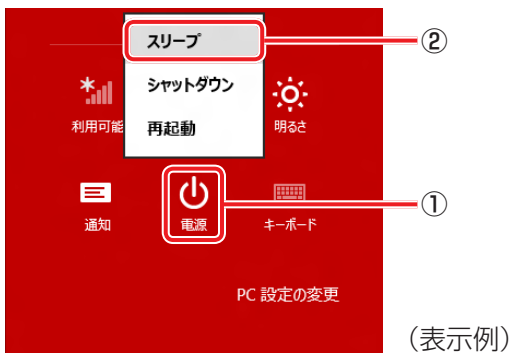 スリープ
②
シャットダウン
利用可能
再起動
明るさ
①
通知
電源
キーボード
PC 設定の変更
(表示例)